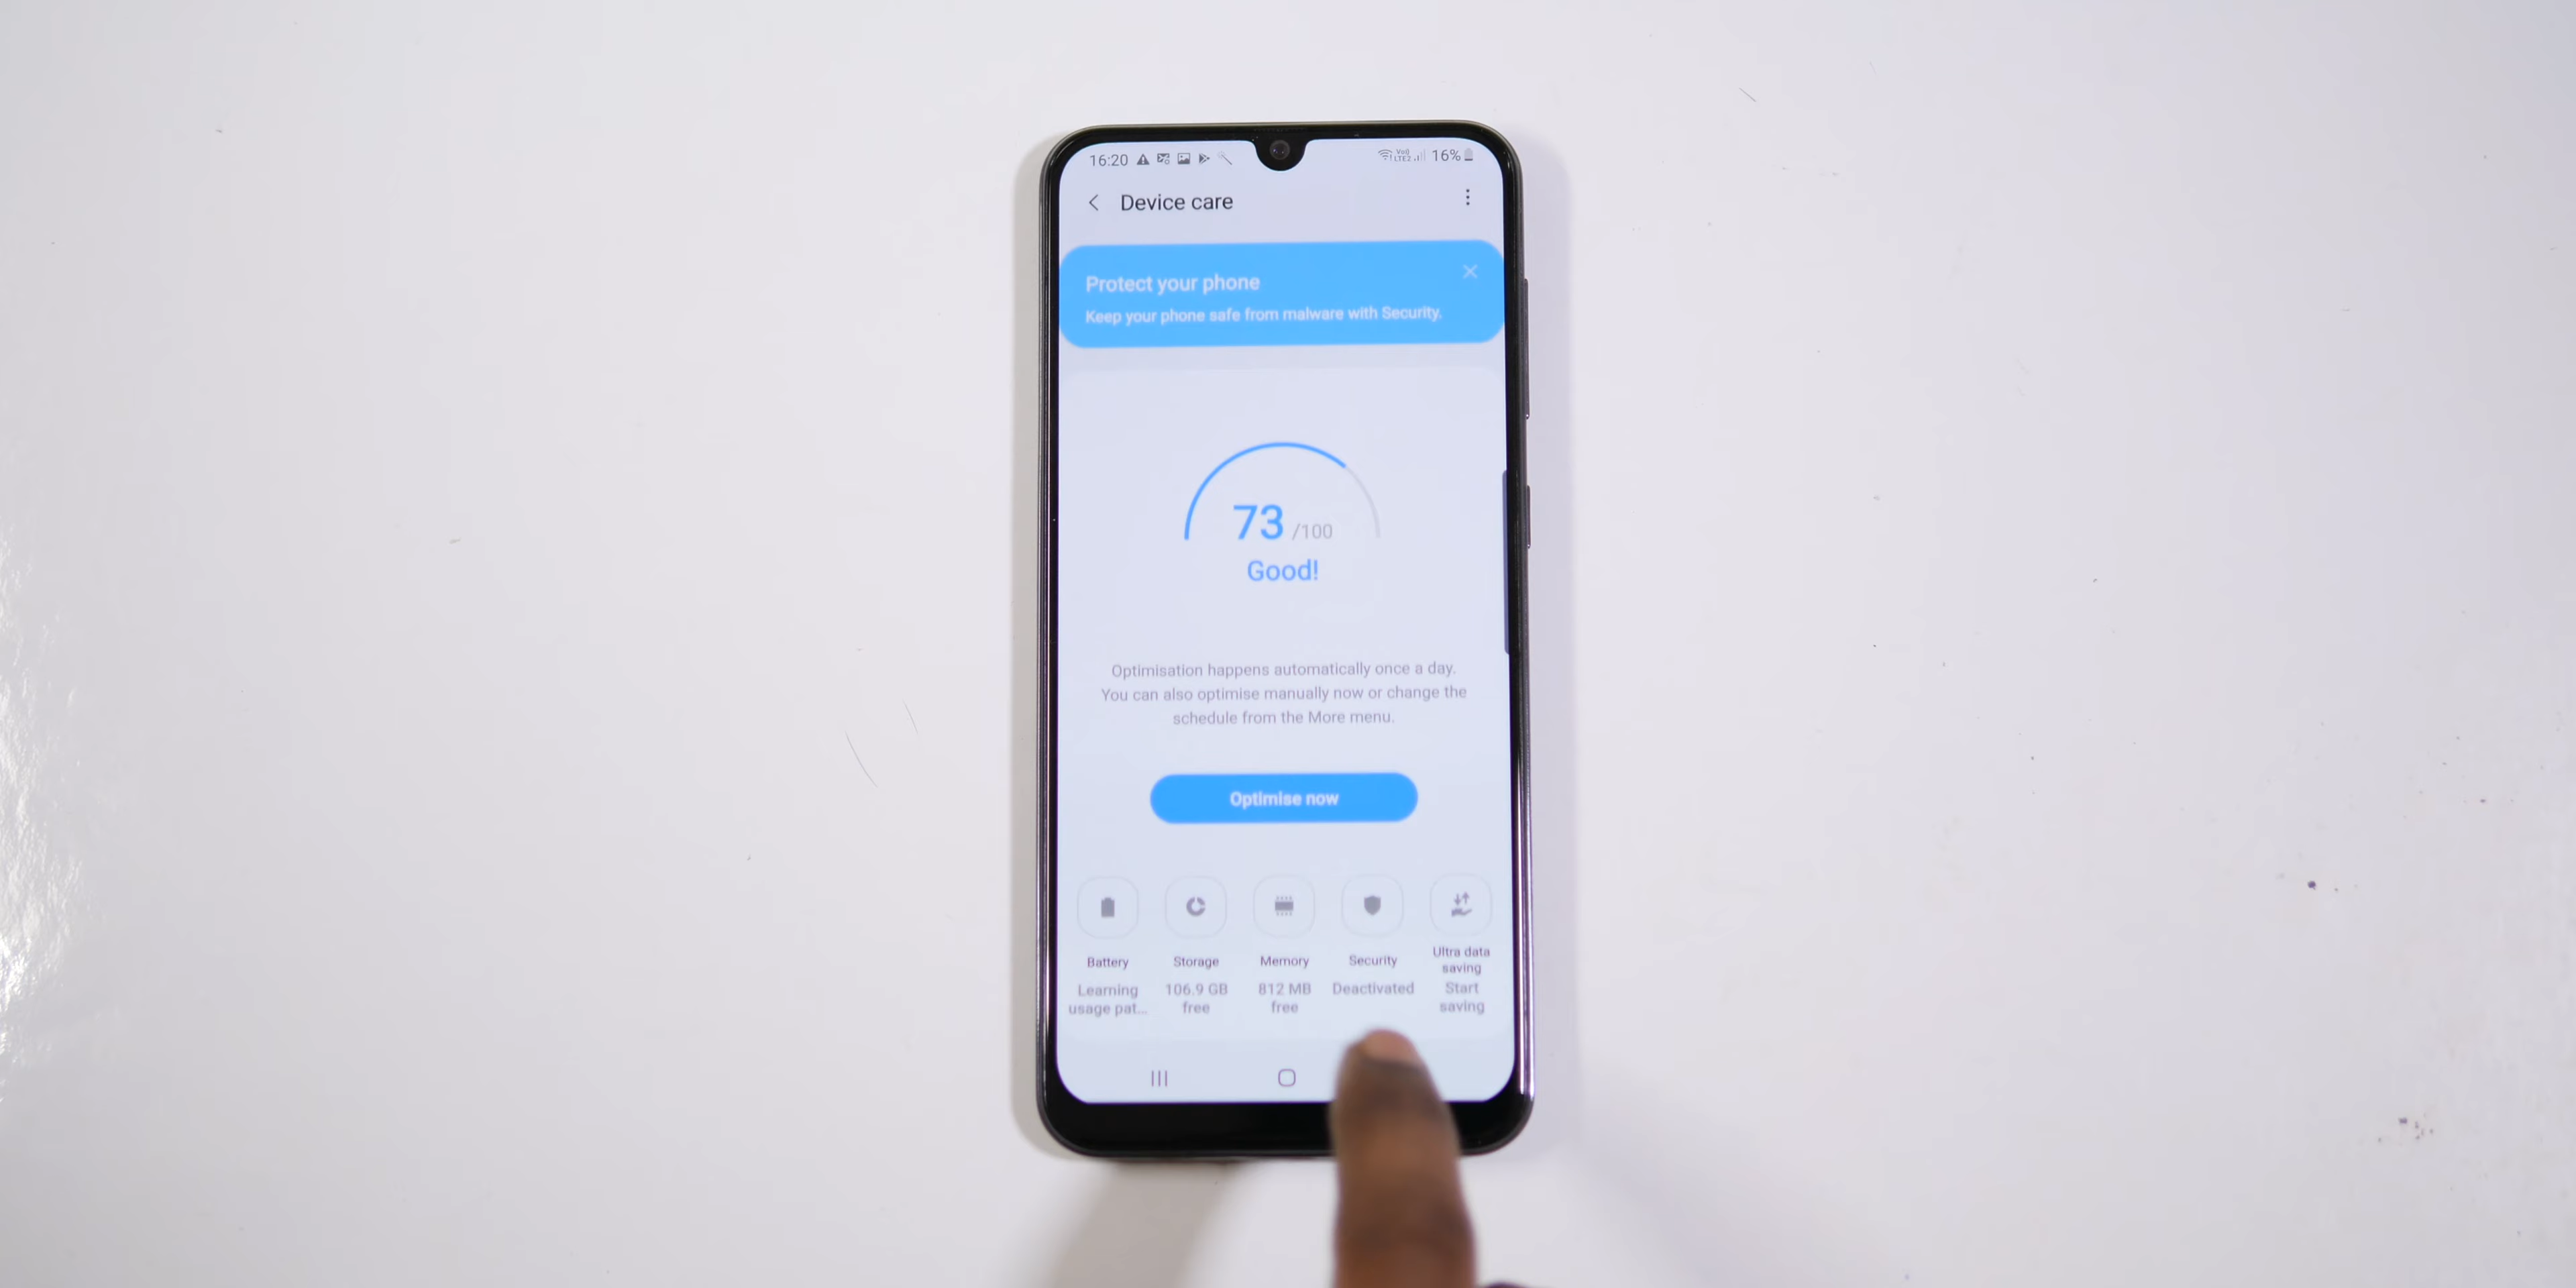 16:20
Vo))
LTE2
16%
Device care
Protect your phone
Keep your phone safe from malware with Security.
73 /100
Good!
Optimisation happens automatically once a day.
You can also optimise manually now or change the
schedule from the More menu.
Optimise now
Battery
Learning
usage pat...
Storage
106.9 GB
free
Memory
812 MB
free
Security
Deactivated
Ultra data
saving
Start
saving